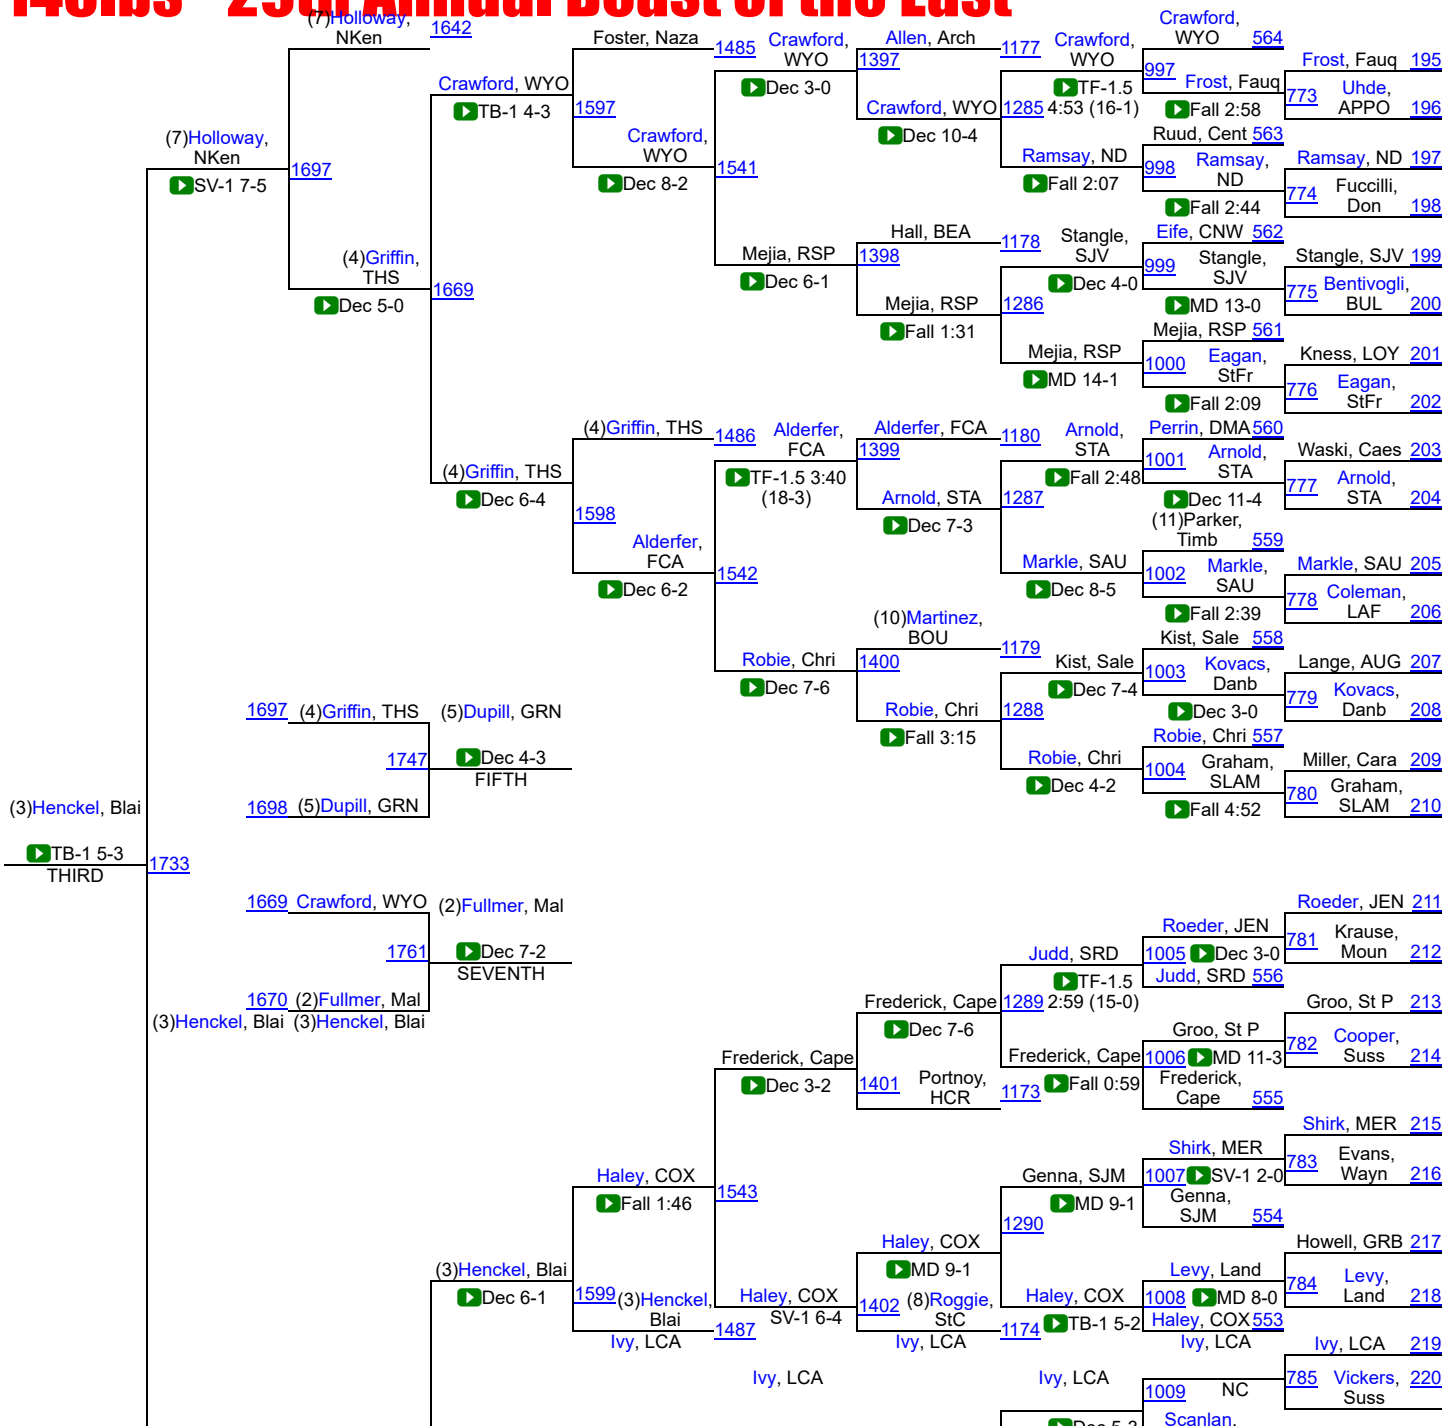 (7)Holloway,
NKen
1642
Foster, Naza
1485
Crawford,
WYO
Dec 3-0
Allen, Arch
1397
1177
Crawford,
WYO
TF-1.5
4:53 (16-1)
Crawford,
WYO
564
997
Frost, Fauq
Fall 2:58
Frost, Fauq 195
773
Uhde,
APPO
196
Crawford, WYO
TB-1 4-3
1597
Crawford, WYO 1285
Dec 10-4
(7)Holloway,
NKen
SV-1 7-5
1697
Crawford,
WYO
Dec 8-2
1541
Ramsay, ND
Fall 2:07
Ruud, Cent 563
998
Ramsay,
ND
Fall 2:44
Ramsay, ND 197
774
Fuccilli,
Don
198
(4)Griffin,
THS
Dec 5-0
1669
Mejia, RSP
Dec 6-1
Hall, BEA
1398
1178
Stangle,
SJV
Dec 4-0
Eife, CNW 562
999
Stangle,
SJV
MD 13-0
Stangle, SJV 199
775
Bentivogli,
BUL
200
Mejia, RSP
Fall 1:31
1286
Mejia, RSP
MD 14-1
Mejia, RSP 561
1000
Eagan,
StFr
Fall 2:09
Kness, LOY 201
776
Eagan,
StFr
202
(4)Griffin, THS
Dec 6-4
(4)Griffin, THS
1486
Alderfer,
FCA
TF-1.5 3:40
(18-3)
Alderfer, FCA
1399
1180
Arnold,
STA
Fall 2:48
Perrin, DMA 560
1001
Arnold,
STA
Dec 11-4
Waski, Caes 203
777
Arnold,
STA
204
1598
Arnold, STA
Dec 7-3
1287
Alderfer,
FCA
Dec 6-2
1542
Markle, SAU
Dec 8-5
(11)Parker,
Timb
559
1002
Markle,
SAU
Fall 2:39
Markle, SAU 205
778
Coleman,
LAF
206
Robie, Chri
Dec 7-6
(10)Martinez,
BOU
1400
1179
Kist, Sale
Dec 7-4
Kist, Sale 558
1003
Kovacs,
Danb
Dec 3-0
Lange, AUG 207
779
Kovacs,
Danb
208
1697 (4)Griffin, THS
(5)Dupill, GRN
Robie, Chri
Fall 3:15
1288
1747
Dec 4-3
FIFTH
Robie, Chri
Dec 4-2
Robie, Chri 557
1004
Graham,
SLAM
Fall 4:52
Miller, Cara 209
780
Graham,
SLAM
210
1698 (5)Dupill, GRN
(3)Henckel, Blai
TB-1 5-3
THIRD
1733
1669 Crawford, WYO
(2)Fullmer, Mal
1761
Dec 7-2
SEVENTH
1670 (2)Fullmer, Mal
(3)Henckel, Blai (3)Henckel, Blai
Judd, SRD
TF-1.5
2:59 (15-0)
Roeder, JEN
1005
Dec 3-0
Judd, SRD 556
Roeder, JEN 211
781
Krause,
Moun
212
Frederick, Cape 1289
Dec 7-6
Frederick, Cape
Fall 0:59
Groo, St P
1006
MD 11-3
Frederick,
Cape
555
Groo, St P 213
782
Cooper,
Suss
214
Frederick, Cape
Dec 3-2
1401
Portnoy,
HCR
1173
Haley, COX
Fall 1:46
1543
Genna, SJM
MD 9-1
Shirk, MER
1007
SV-1 2-0
Genna,
SJM
554
Shirk, MER 215
783
Evans,
Wayn
216
1290
Haley, COX
MD 9-1
(3)Henckel, Blai
Dec 6-1
1599
(3)Henckel,
Blai
1487
Ivy, LCA
Haley, COX
SV-1 6-4
1402
(8)Roggie,
StC
1174
Ivy, LCA
Haley, COX
TB-1 5-2
Levy, Land
1008
MD 8-0
Haley, COX 553
Ivy, LCA
Howell, GRB 217
784
Levy,
Land
218
Ivy, LCA 219
Ivy, LCA
Ivy, LCA
1009
NC
785
Vickers,
Suss
220
Scanlan,